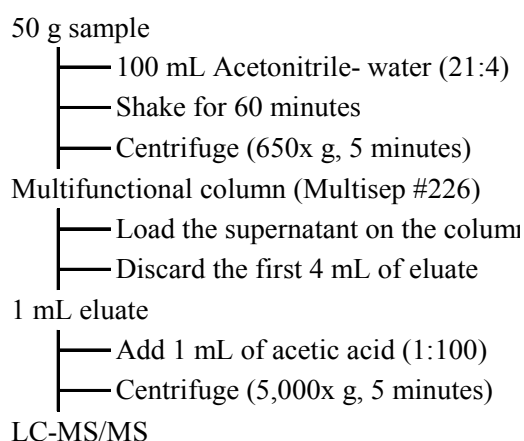 50 g sample
100 mL Acetonitrile- water (21:4)
Shake for 60 minutes
Centrifuge (650x g, 5 minutes)
Multifunctional column (Multisep #226)
Load the supernatant on the column
Discard the first 4 mL of eluate
1 mL eluate
Add 1 mL of acetic acid (1:100)
Centrifuge (5,000x g, 5 minutes)
LC-MS/MS